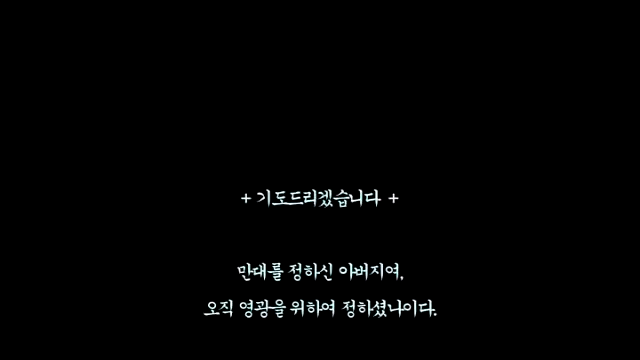 + 기도드리겠습니다 +
만대를 정하신 아버지여,
오직 영광을 위하여 정하셨나이다.